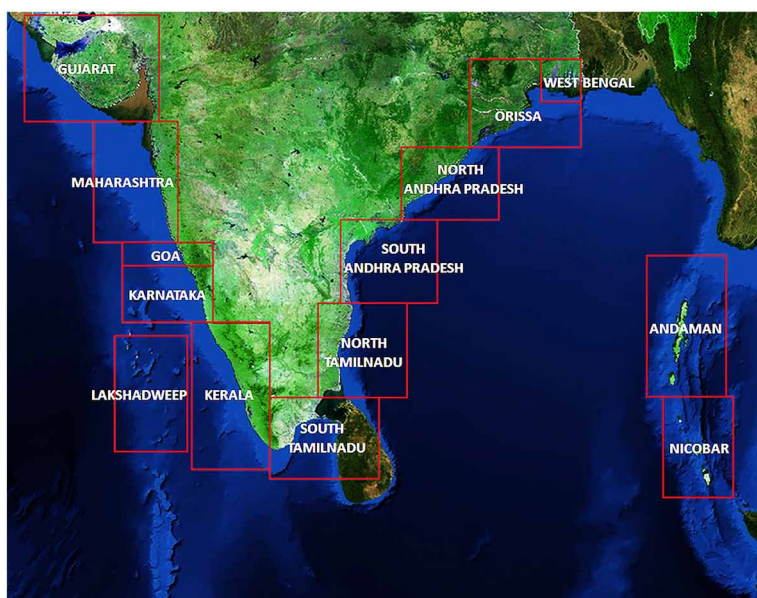 GUJARAT
WEST BENGAL
ORISSA
NORTH
ANDHRA PRADESH
MAHARASHTRA
SOUTH
ANDHRA PRADESH
GOA
KARNATAKA
ANDAMAN
NORTH
TAMILNADU
LAKSHADWEEP
KERALA
SOUTH
TAMILNADU
NICOBAR